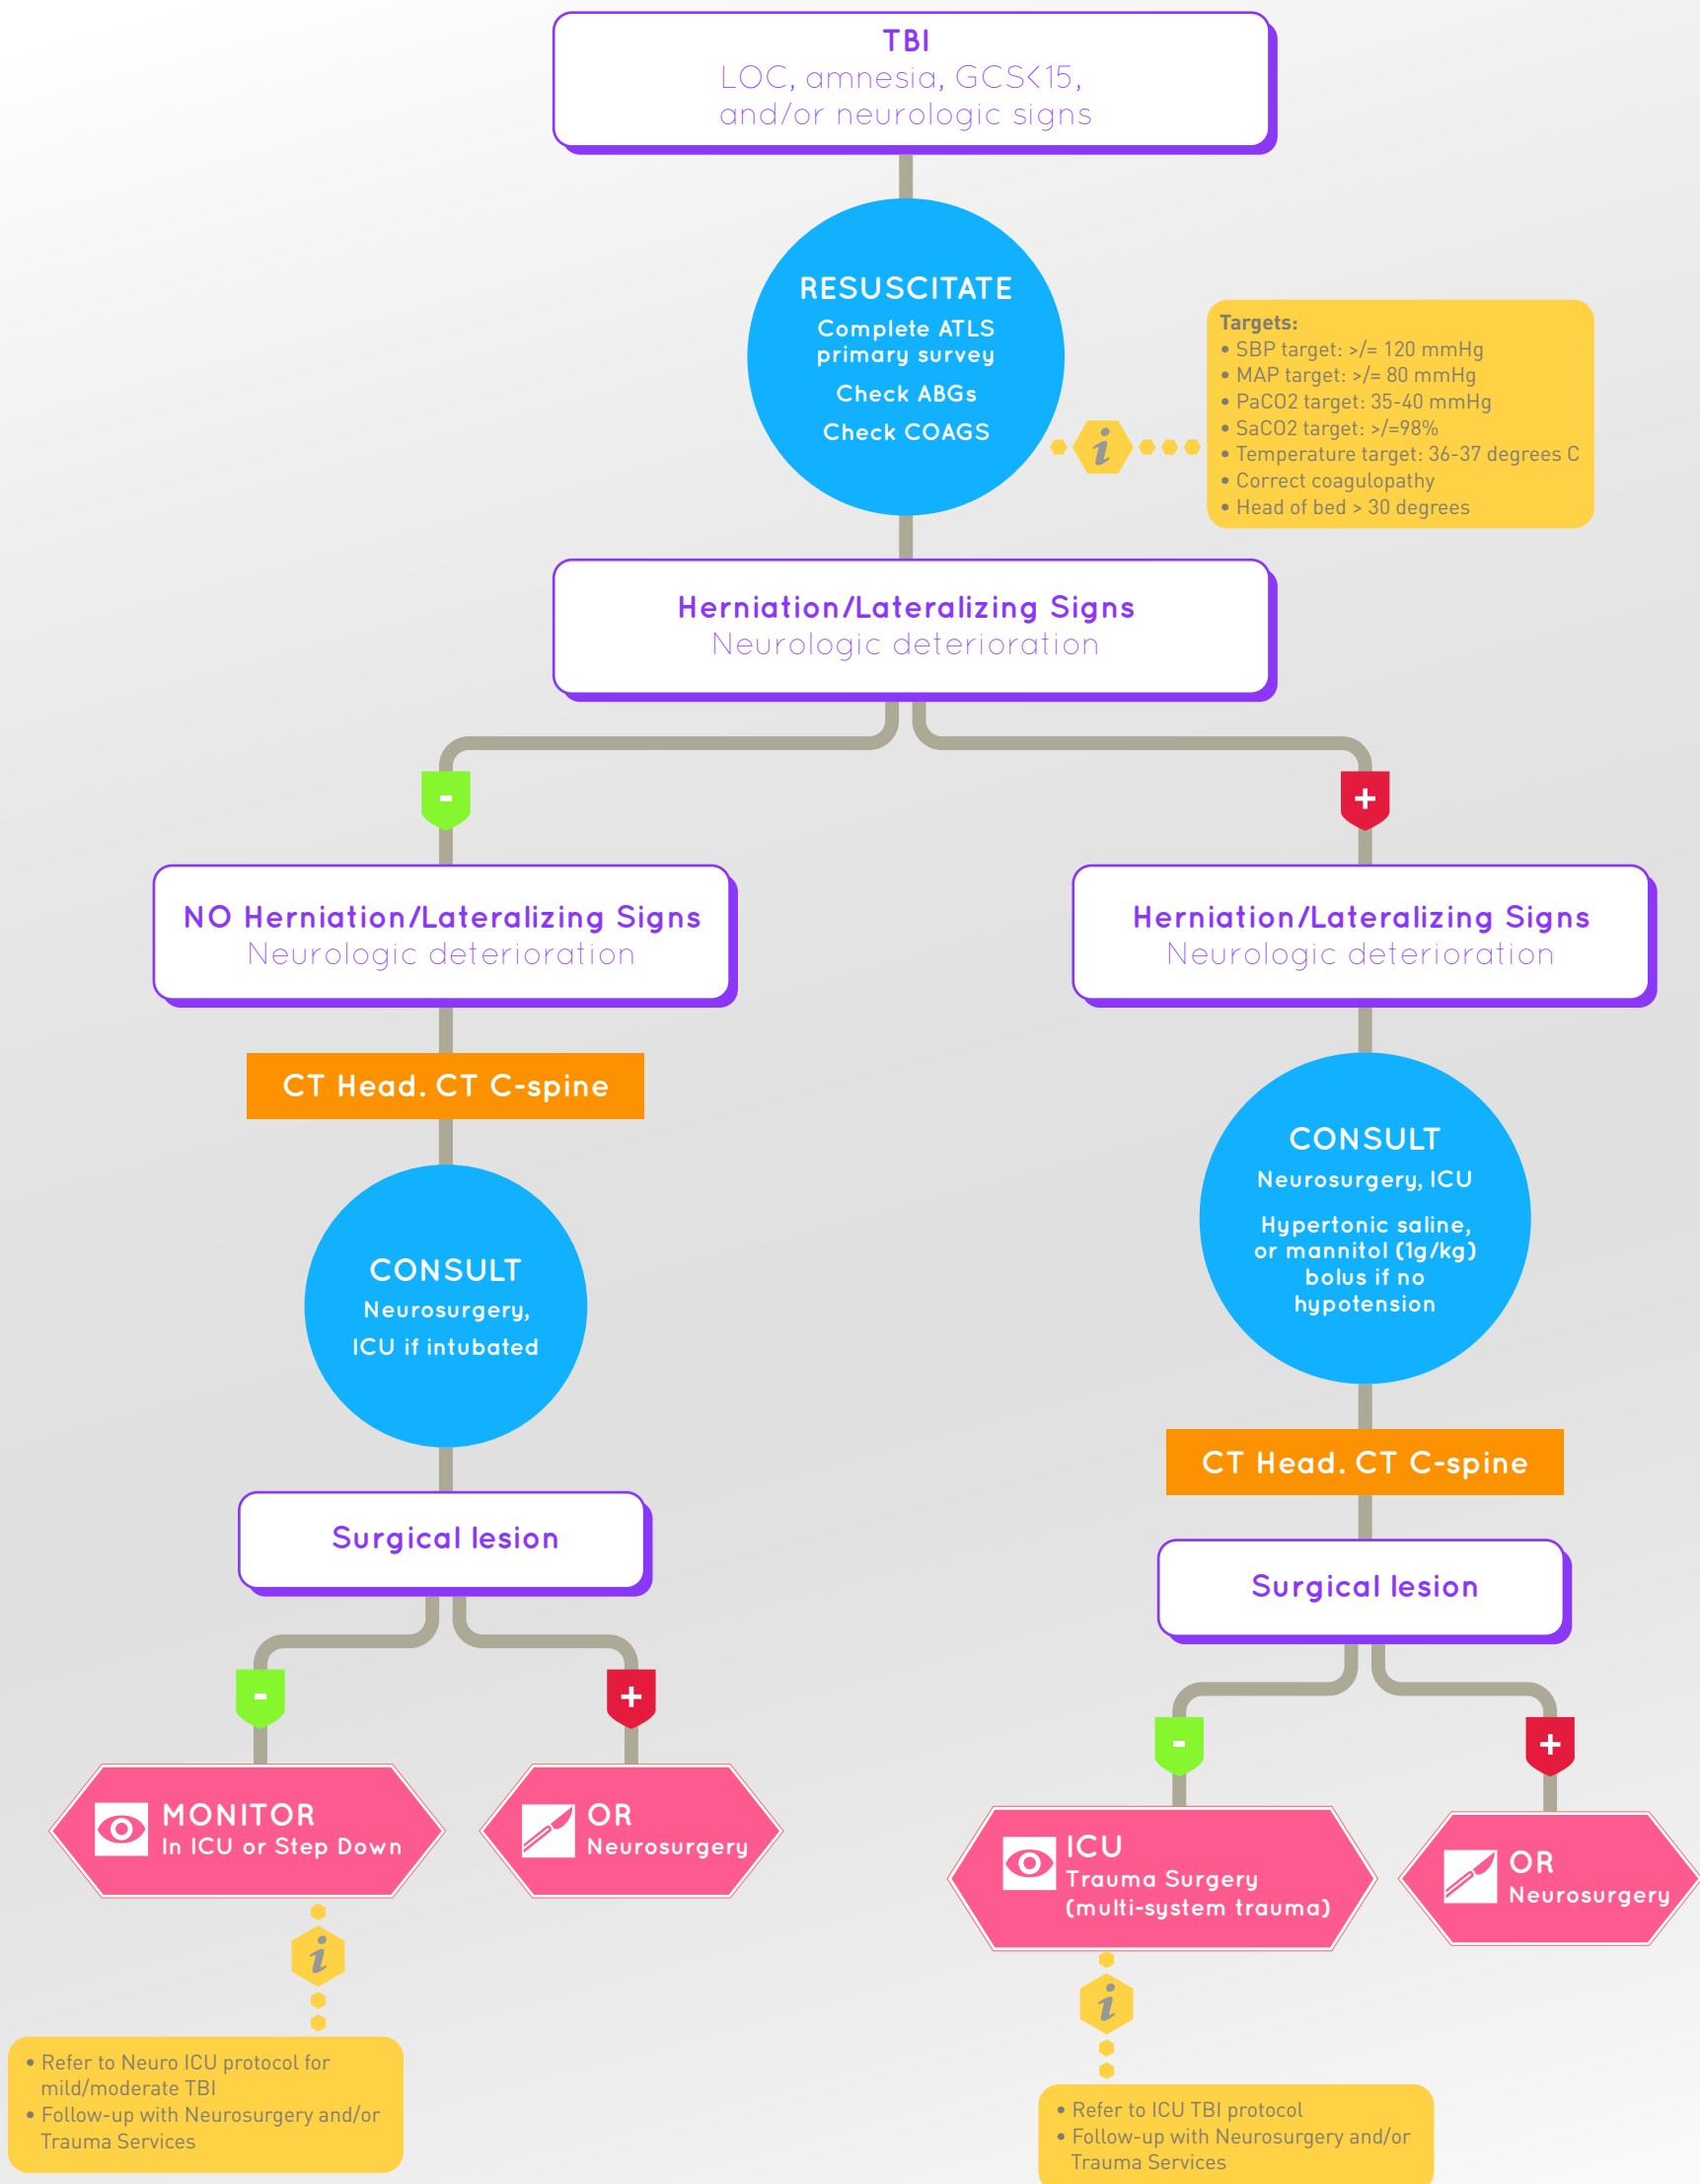 TBI
LOC, amnesia, GCS<15,
and/or neurologic signs
RESUSCITATE
Complete ATLS
primary survey
Check ABGs
Check COAGS
i
Targets:
• SBP target: >/= 120 mmHg
• MAP target: >/= 80 mmHg
• PaCO2 target: 35-40 mmHg
• SaCO2 target: >/=98%
• Temperature target: 36-37 degrees C
• Correct coagulopathy
• Head of bed > 30 degrees
Herniation/Lateralizing Signs
Neurologic deterioration
-
+
NO Herniation/Lateralizing Signs
Neurologic deterioration
CT Head. CT C-spine
CONSULT
Neurosurgery,
ICU if intubated
Surgical lesion
-
+
MONITOR
In ICU or Step Down
OR
Neurosurgery
i
• Refer to Neuro ICU protocol for
mild/moderate TBI
• Follow-up with Neurosurgery and/or
Trauma Services
Herniation/Lateralizing Signs
Neurologic deterioration
CONSULT
Neurosurgery, ICU
Hypertonic saline,
or mannitol (1g/kg)
bolus if no
hypotension
CT Head. CT C-spine
Surgical lesion
-
+
ICU
Trauma Surgery
(multi-system trauma)
OR
Neurosurgery
i
• Refer to ICU TBI protocol
• Follow-up with Neurosurgery and/or
Trauma Services